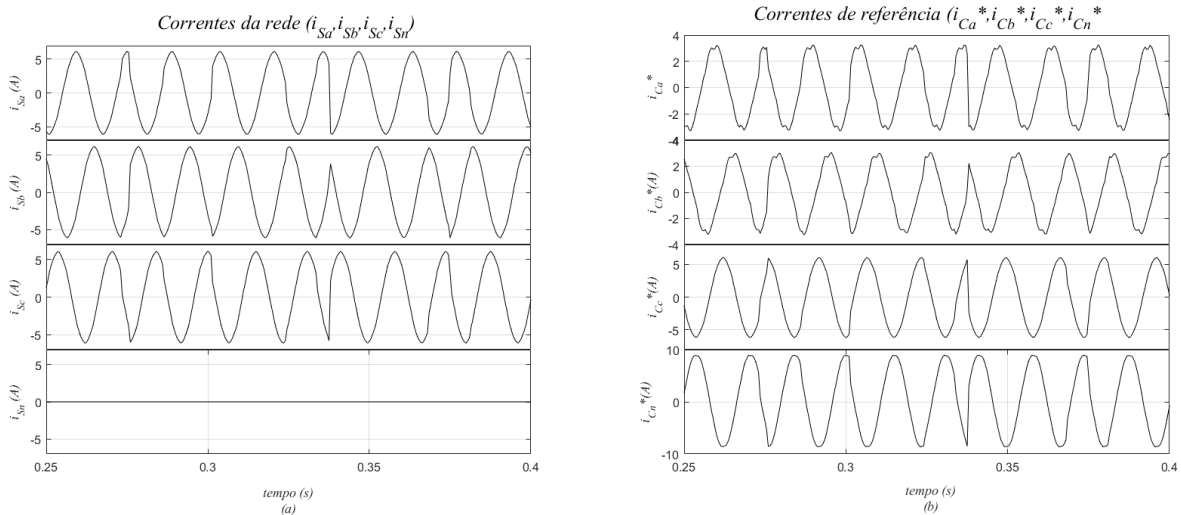 Correntes da rede (i_Sa,i_Sb,i_Sc,i_Sn)
i_Sa (A)
5
0
-5
i_Sb (A)
5
0
-5
i_Sc (A)
5
0
-5
i_Sn (A)
5
0
-5
0.25 0.3 0.35 0.4
tempo (s)
(a)
Correntes de referência (i_Ca*,i_Cb*,i_Cc*,i_Cn*
i_Ca*
4
2
0
-2
-4
i_Cb*(A)
4
2
0
-2
-4
i_Cc*(A)
5
0
-5
i_Cn*(A)
10
0
-10
0.25 0.3 0.35 0.4
tempo (s)
(b)